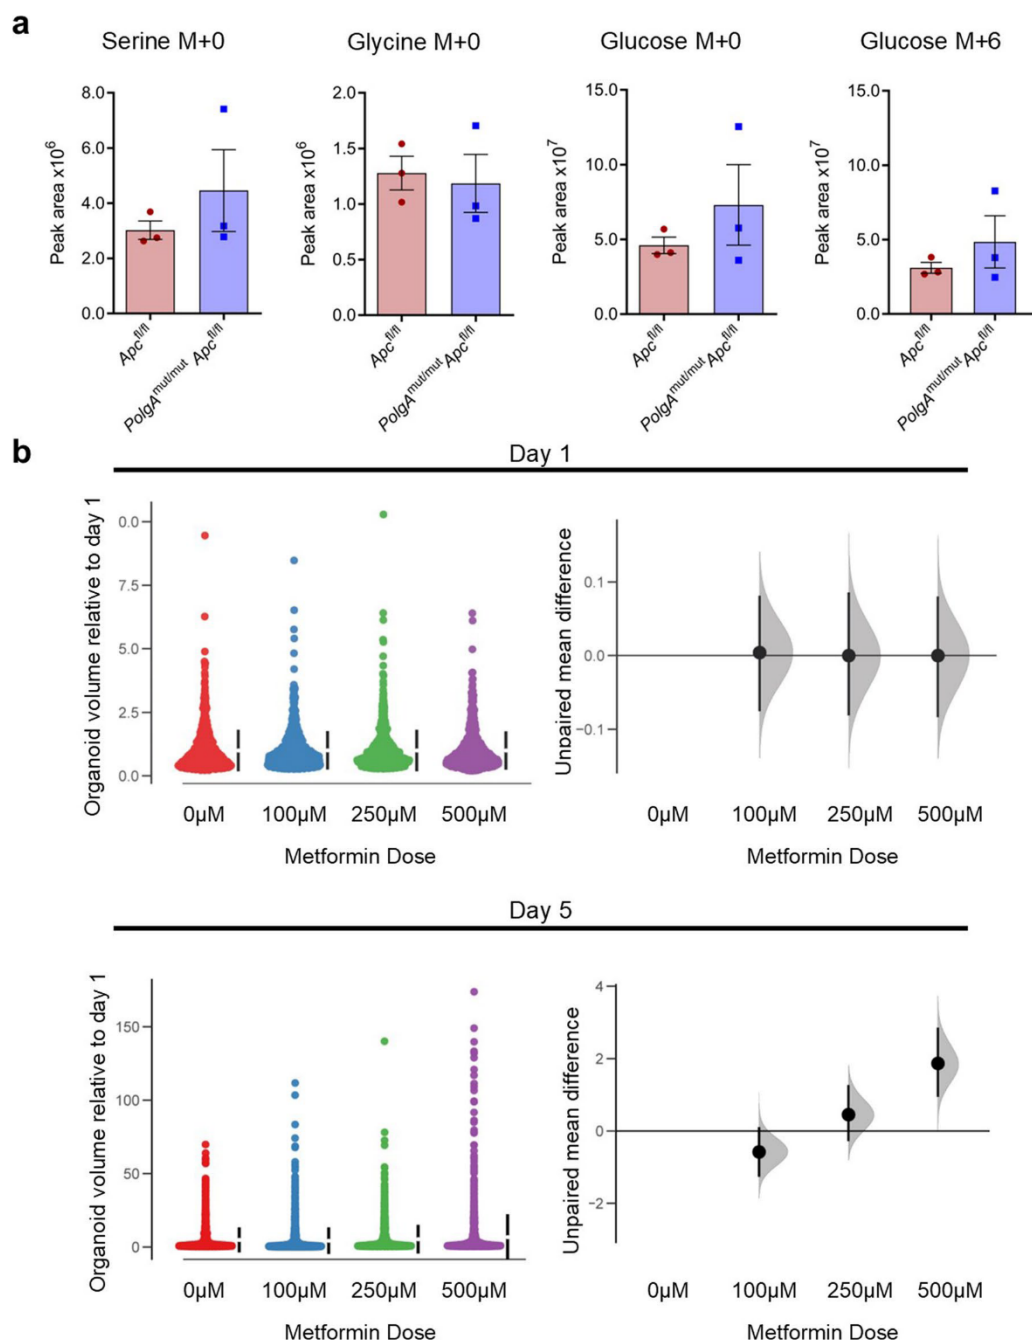 a
Serine M+0
Glycine M+0
Glucose M+0
Glucose M+6
Peak area x10⁶
8.0
6.0
4.0
2.0
0.0
Apc^fl/fl
PolgA^mut/mut Apc^fl/fl
Peak area x10⁶
2.0
1.5
1.0
0.5
0.0
Apc^fl/fl
PolgA^mut/mut Apc^fl/fl
Peak area x10⁷
15.0
10.0
5.0
0.0
Apc^fl/fl
PolgA^mut/mut Apc^fl/fl
Peak area x10⁷
15.0
10.0
5.0
0.0
Apc^fl/fl
PolgA^mut/mut Apc^fl/fl
b
Day 1
Organoid volume relative to day 1
0.0
7.5
5.0
2.5
0.0
0µM 100µM 250µM 500µM
Metformin Dose
Unpaired mean difference
0.1
0.0
−0.1
0µM 100µM 250µM 500µM
Metformin Dose
Day 5
Organoid volume relative to day 1
150
100
50
0
0µM 100µM 250µM 500µM
Metformin Dose
Unpaired mean difference
4
2
0
−2
0µM 100µM 250µM 500µM
Metformin Dose